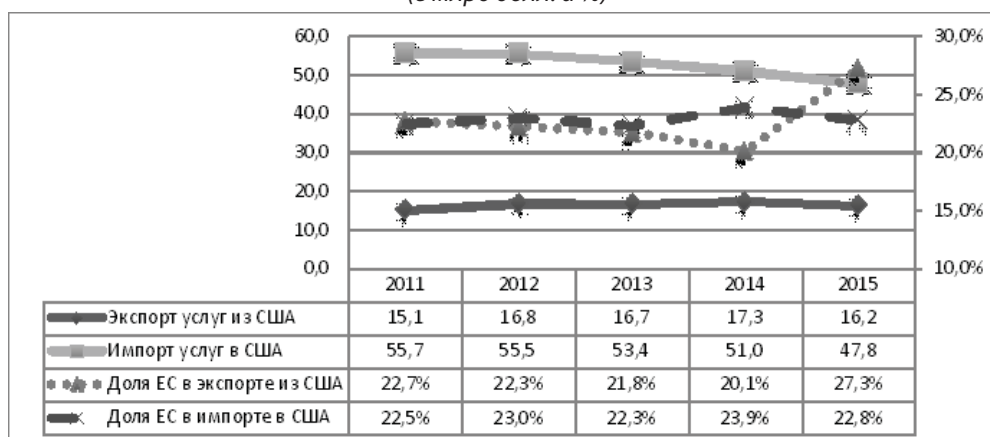 (в млрд долл. и %)
60,0 30,0%
50,0 25,0%
40,0
30,0 20,0%
20,0
10,0 15,0%
0,0 10,0%
2011 2012 2013 2014 2015
Экспорт услуг из США 15,1 16,8 16,7 17,3 16,2
Импорт услуг в США 55,7 55,5 53,4 51,0 47,8
Доля ЕС в экспорте из США 22,7% 22,3% 21,8% 20,1% 27,3%
Доля ЕС в импорте в США 22,5% 23,0% 22,3% 23,9% 22,8%